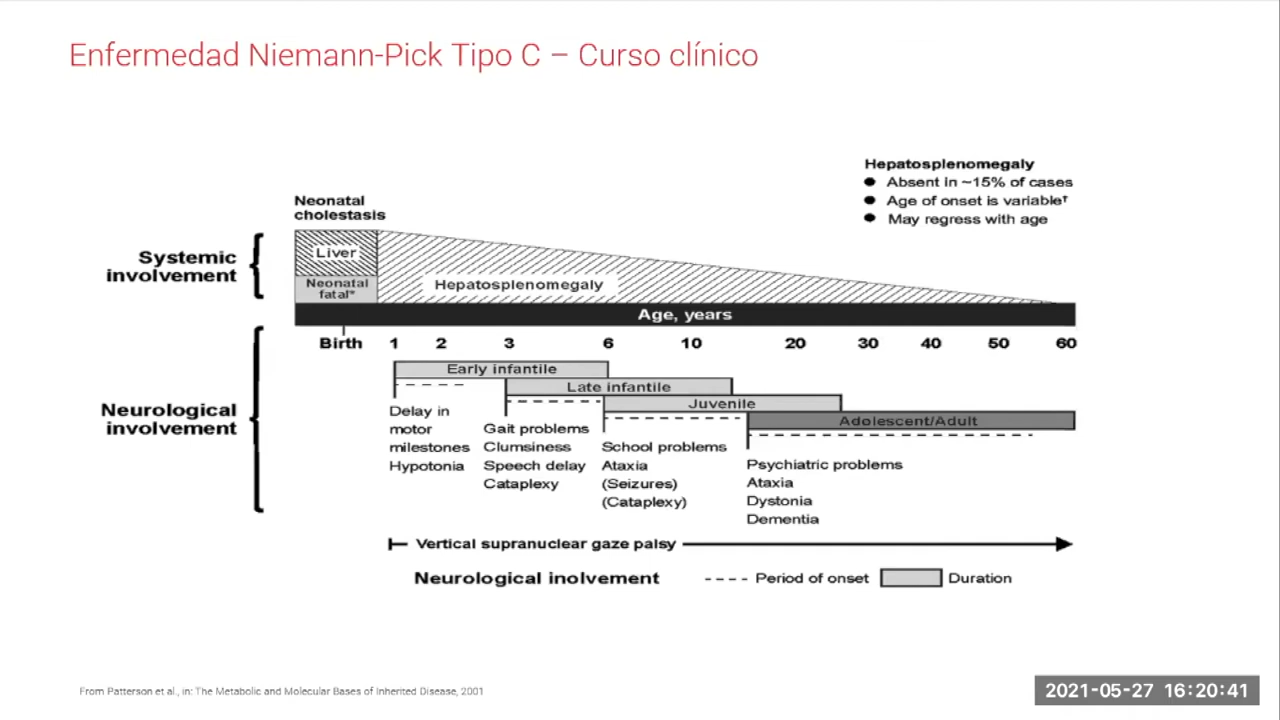 Enfermedad Niemann-Pick Tipo C – Curso clínico
Hepatosplenomegaly
● Absent in ~15% of cases
● Age of onset is variable†
● May regress with age
Neonatal
cholestasis
Systemic
involvement
Liver
Neonatal
fatal*
Hepatosplenomegaly
Age, years
Birth 1 2 3 6 10 20 30 40 50 60
Neurological
involvement
Early infantile
Late infantile
Juvenile
Adolescent/Adult
Delay in
motor
milestones
Hypotonia
Gait problems
Clumsiness
Speech delay
Cataplexy
School problems
Ataxia
(Seizures)
(Cataplexy)
Psychiatric problems
Ataxia
Dystonia
Dementia
Vertical supranuclear gaze palsy
Neurological inolvement
Period of onset
Duration
From Patterson et al., in: The Metabolic and Molecular Bases of Inherited Disease, 2001
2021-05-27 16:20:41